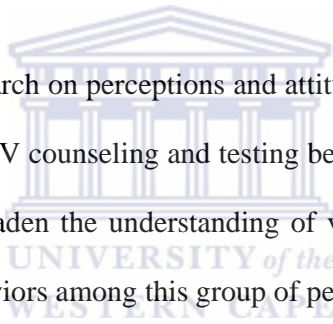 arch on perceptions and attit
V counseling and testing be
aden the understanding of v
UNIVERSITY of the
viors among this group of pe
WESTERN CAPE